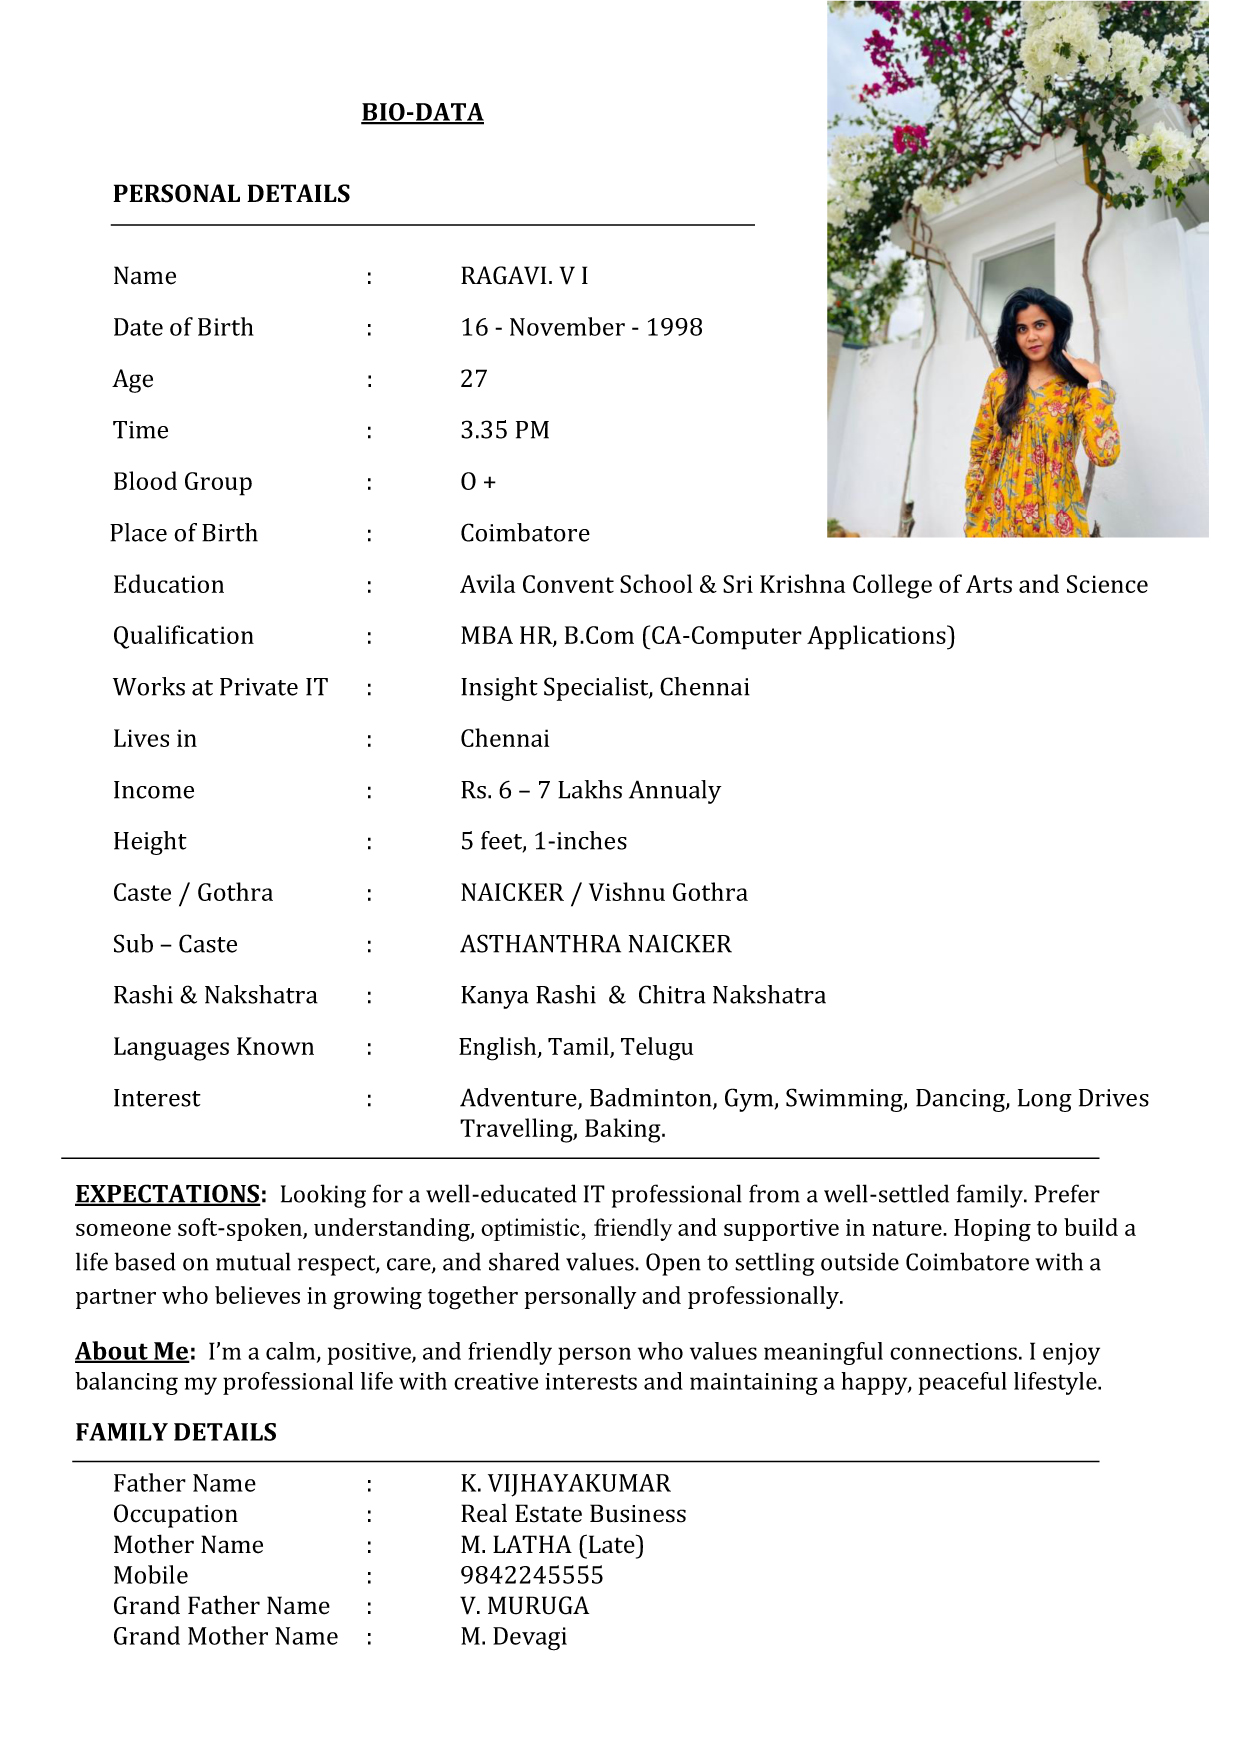 BIO-DATA
PERSONAL DETAILS
Name : RAGAVI. V I
Date of Birth : 16 - November - 1998
Age : 27
Time : 3.35 PM
Blood Group : O +
Place of Birth : Coimbatore
Education : Avila Convent School & Sri Krishna College of Arts and Science
Qualification : MBA HR, B.Com (CA-Computer Applications)
Works at Private IT : Insight Specialist, Chennai
Lives in : Chennai
Income : Rs. 6 – 7 Lakhs Annualy
Height : 5 feet, 1-inches
Caste / Gothra : NAICKER / Vishnu Gothra
Sub – Caste : ASTHANTHRA NAICKER
Rashi & Nakshatra : Kanya Rashi & Chitra Nakshatra
Languages Known : English, Tamil, Telugu
Interest : Adventure, Badminton, Gym, Swimming, Dancing, Long Drives
Travelling, Baking.
EXPECTATIONS: Looking for a well-educated IT professional from a well-settled family. Prefer
someone soft-spoken, understanding, optimistic, friendly and supportive in nature. Hoping to build a
life based on mutual respect, care, and shared values. Open to settling outside Coimbatore with a
partner who believes in growing together personally and professionally.
About Me: I’m a calm, positive, and friendly person who values meaningful connections. I enjoy
balancing my professional life with creative interests and maintaining a happy, peaceful lifestyle.
FAMILY DETAILS
Father Name : K. VIJHAYAKUMAR
Occupation : Real Estate Business
Mother Name : M. LATHA (Late)
Mobile : 9842245555
Grand Father Name : V. MURUGA
Grand Mother Name : M. Devagi